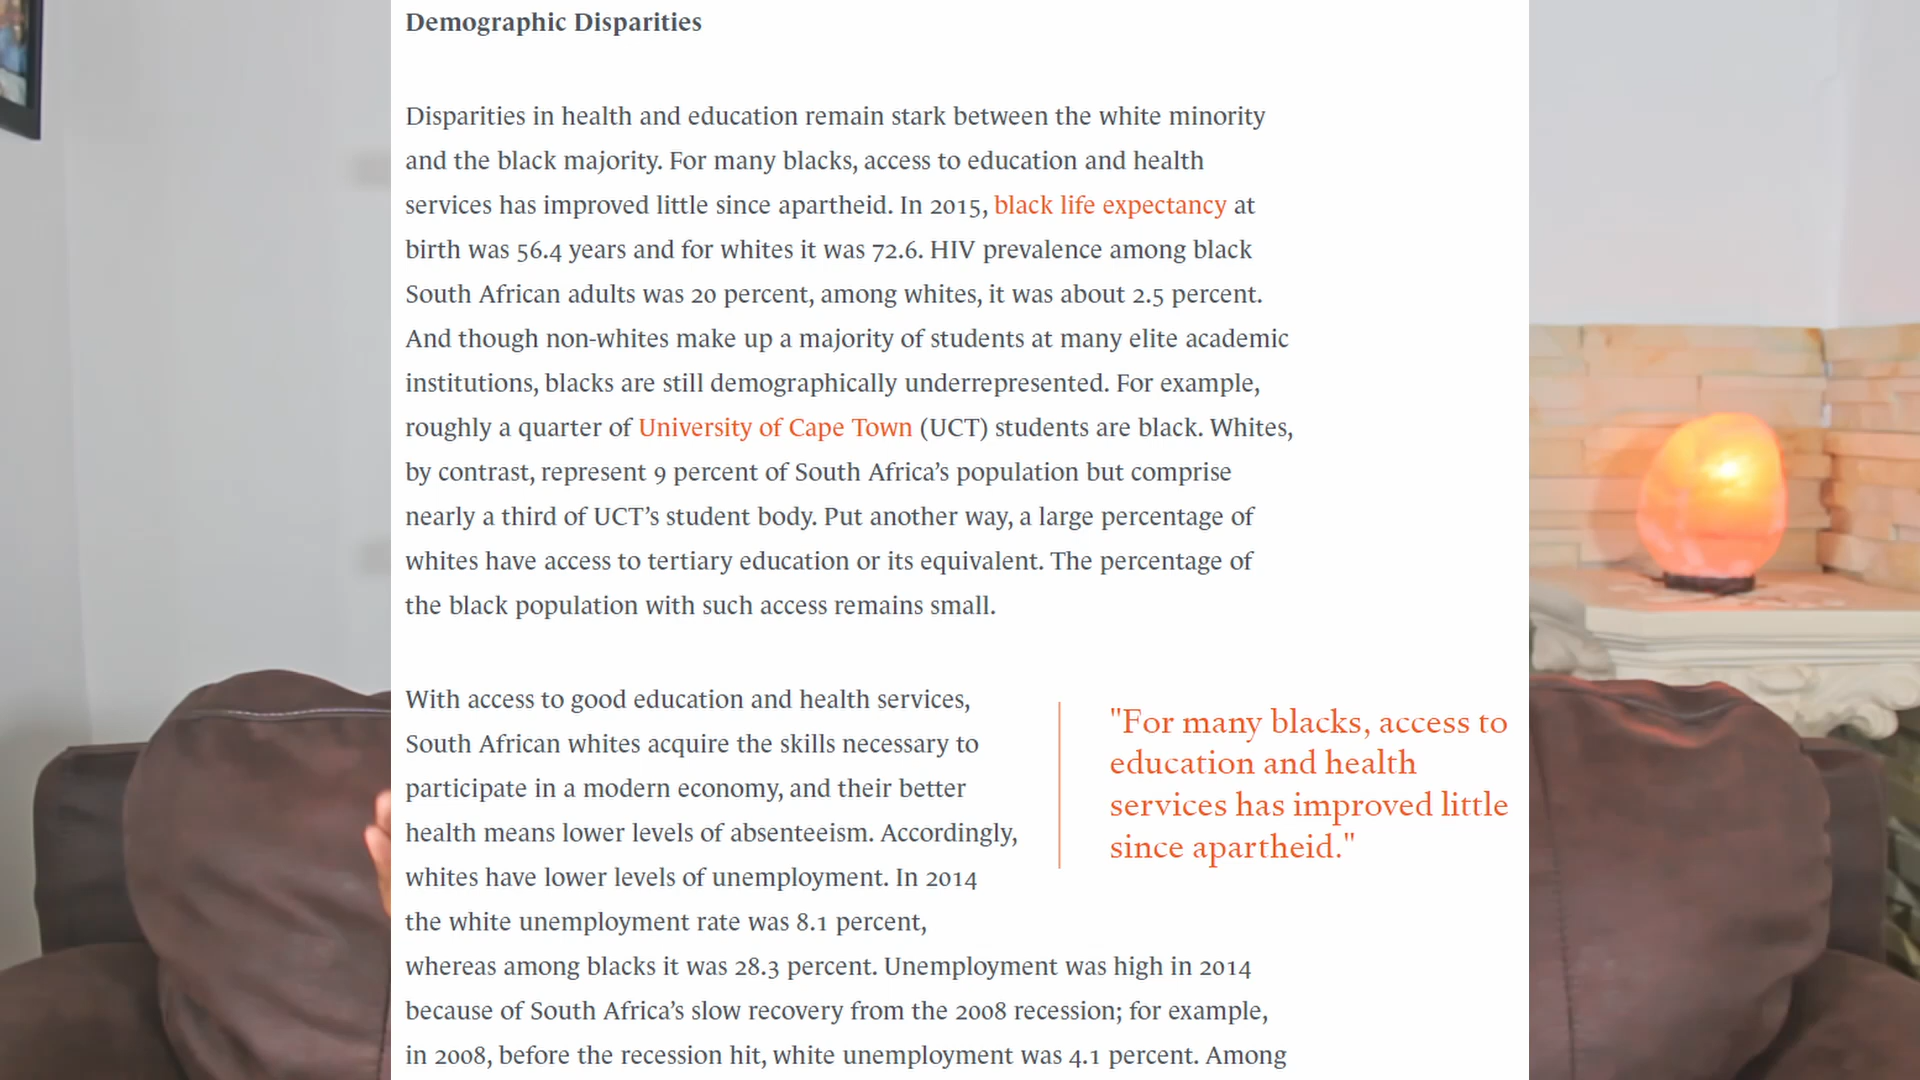 Demographic Disparities
Disparities in health and education remain stark between the white minority
and the black majority. For many blacks, access to education and health
services has improved little since apartheid. In 2015, black life expectancy at
birth was 56.4 years and for whites it was 72.6. HIV prevalence among black
South African adults was 20 percent, among whites, it was about 2.5 percent.
And though non-whites make up a majority of students at many elite academic
institutions, blacks are still demographically underrepresented. For example,
roughly a quarter of University of Cape Town (UCT) students are black. Whites,
by contrast, represent 9 percent of South Africa's population but comprise
nearly a third of UCT's student body. Put another way, a large percentage of
whites have access to tertiary education or its equivalent. The percentage of
the black population with such access remains small.
With access to good education and health services,
South African whites acquire the skills necessary to
participate in a modern economy, and their better
health means lower levels of absenteeism. Accordingly,
whites have lower levels of unemployment. In 2014
the white unemployment rate was 8.1 percent,
whereas among blacks it was 28.3 percent. Unemployment was high in 2014
because of South Africa's slow recovery from the 2008 recession; for example,
in 2008, before the recession hit, white unemployment was 4.1 percent. Among
"For many blacks, access to
education and health
services has improved little
since apartheid."